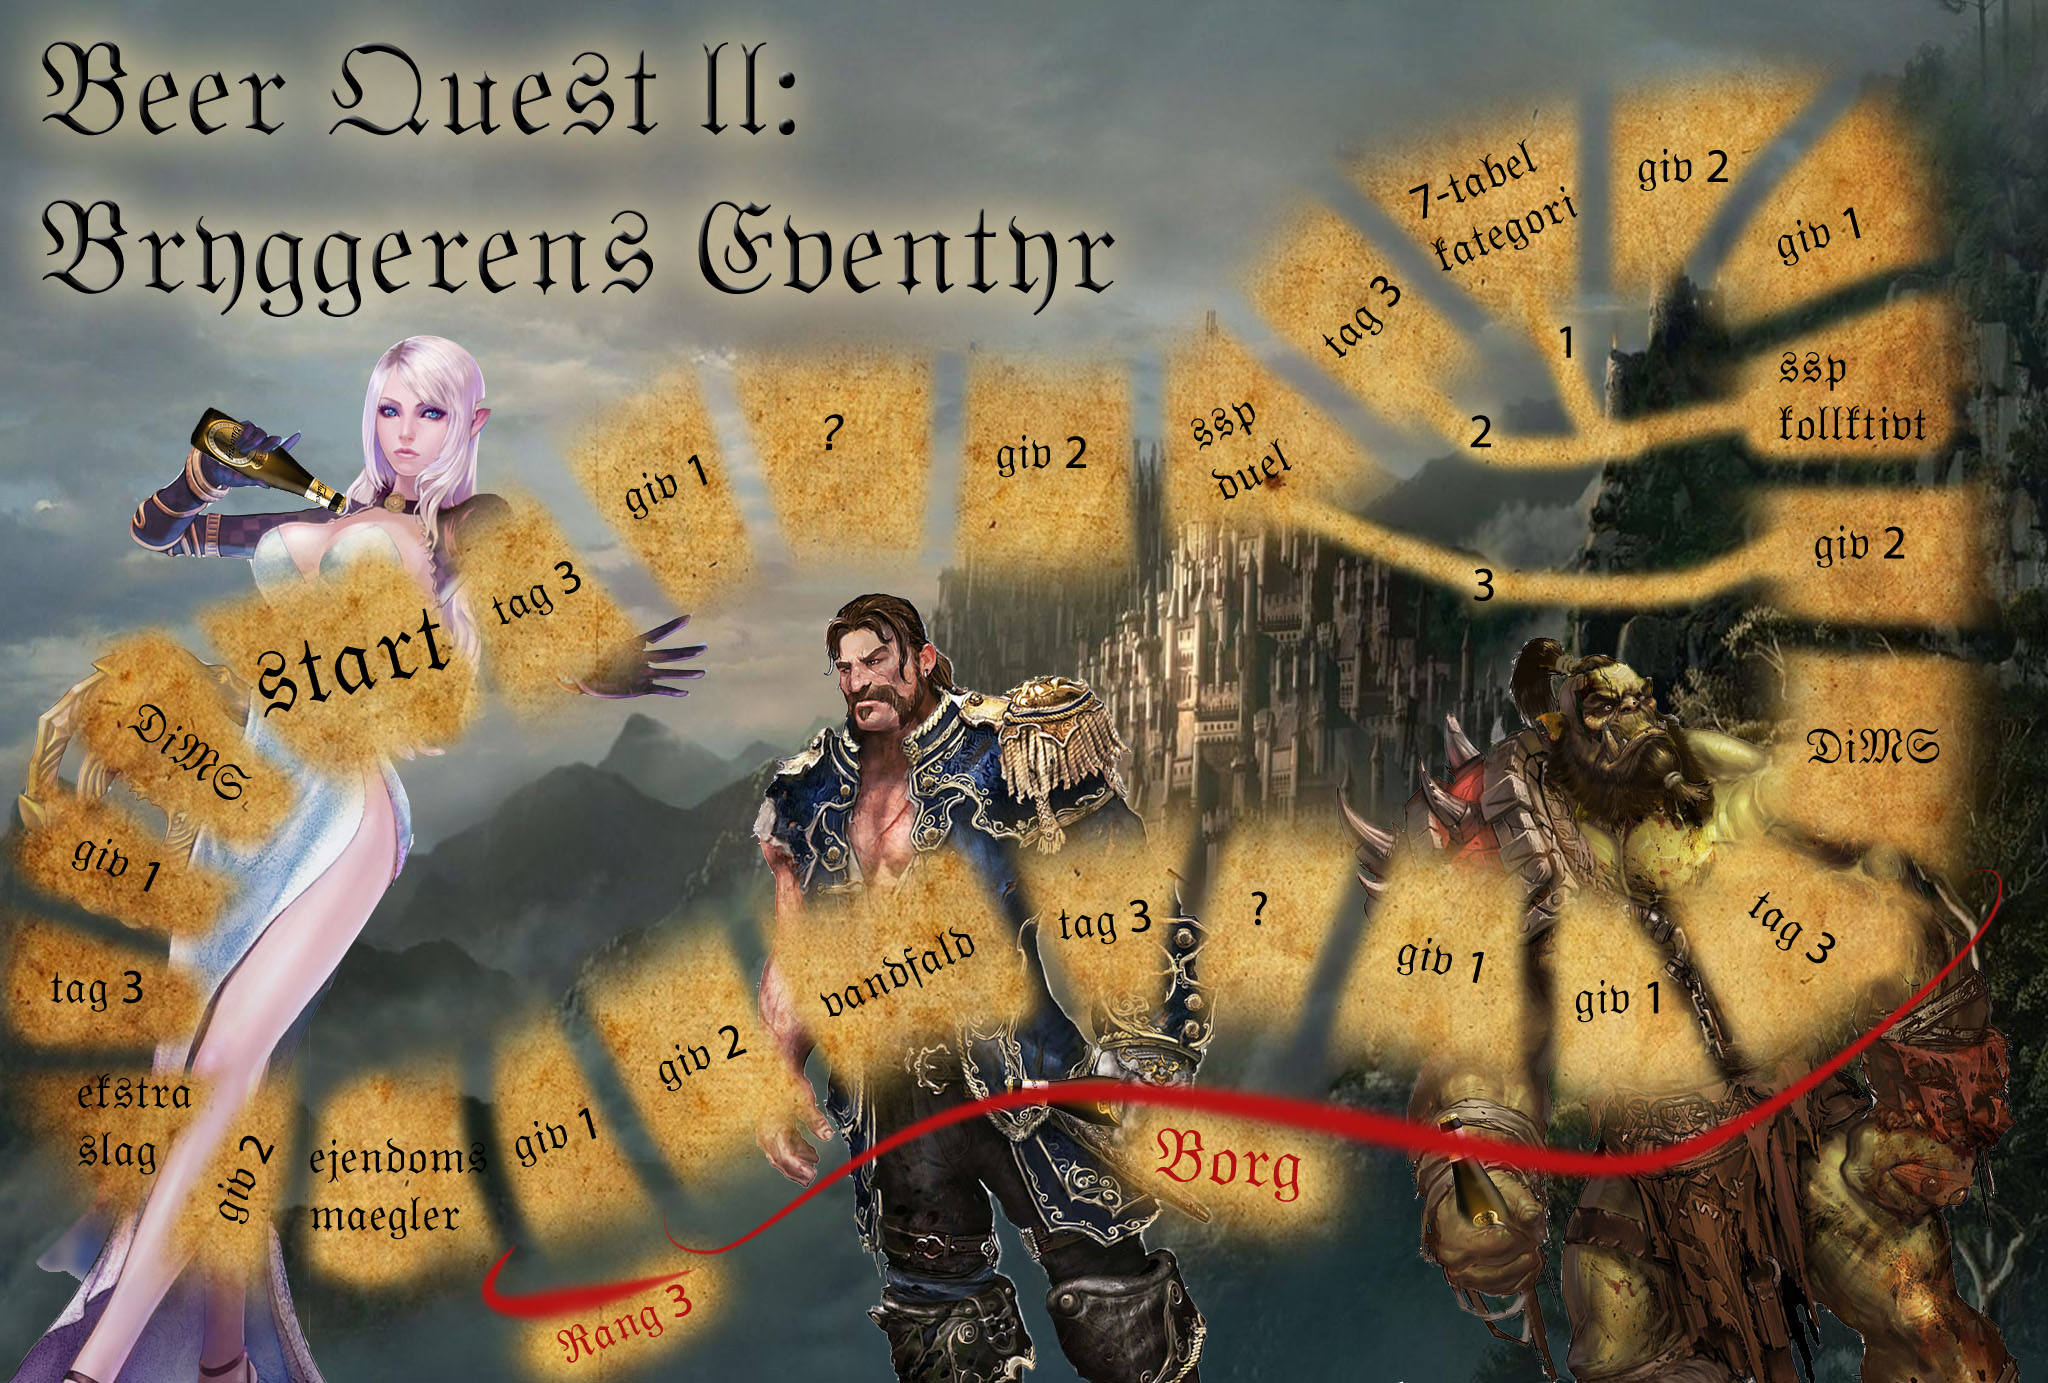 Beer Quest II:
Bryggerens Eventyr
Start
tag 3
giv 1
?
giv 2
ssp
duel
tag 3
7-tabel
kategori
giv 2
giv 1
1
2
3
ssp
kollktivt
giv 2
DiMS
tag 3
giv 1
giv 1
?
tag 3
vandfald
giv 2
giv 1
ejendoms
maegler
giv 2
ekstra
slag
tag 3
giv 1
DiMS
Borg
Rang 3